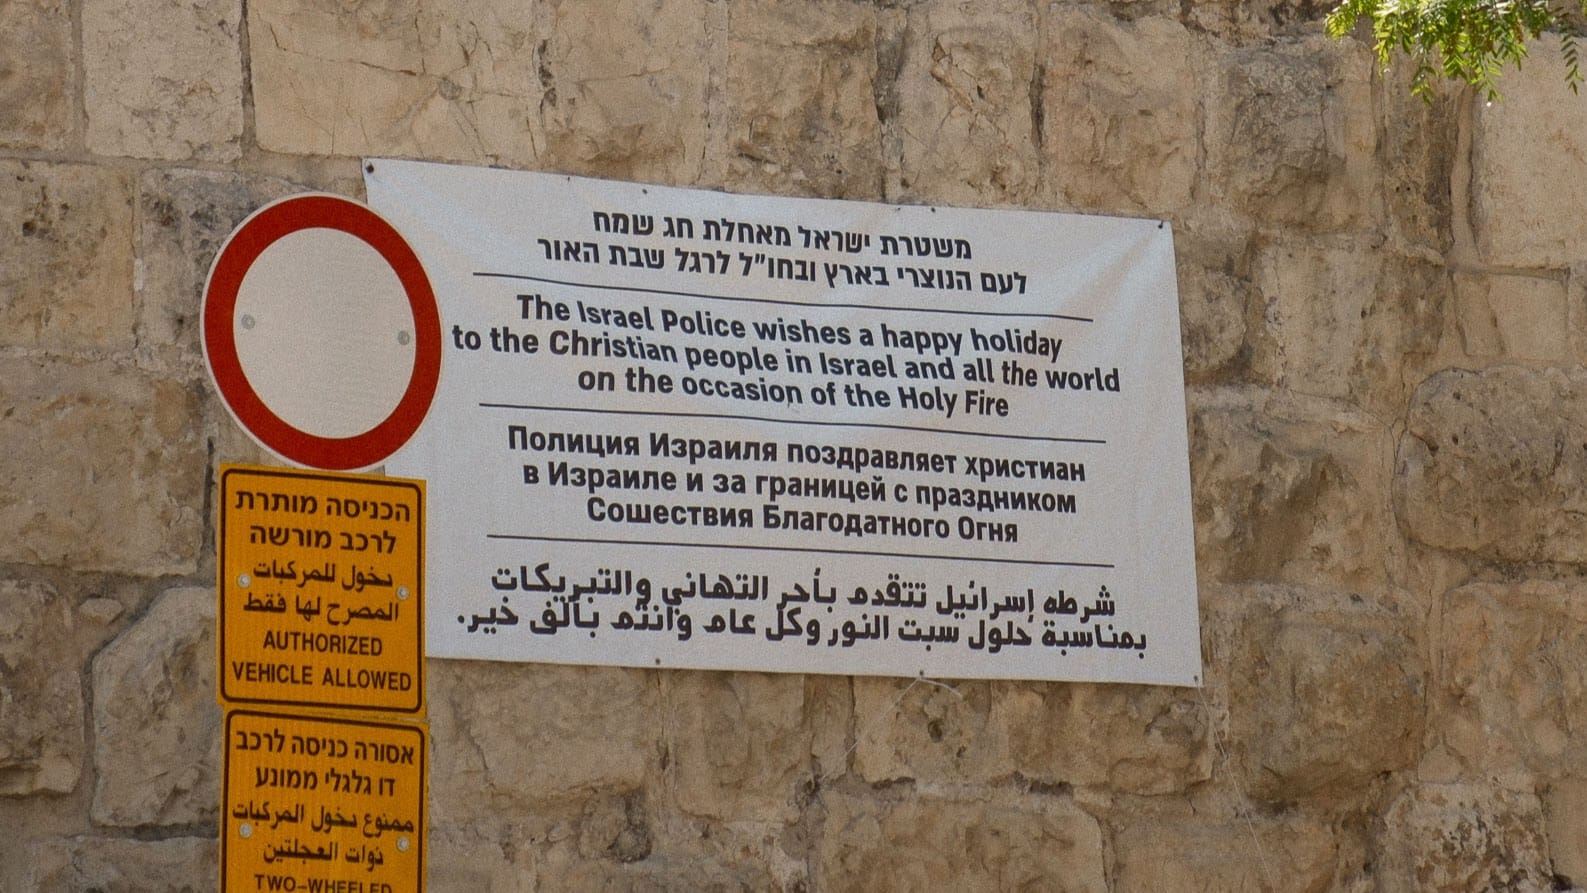 משטרת ישראל מאחלת חג שמח
לעם הנוצרי בארץ ובחו"ל לרגל שבת האור
The Israel Police wishes a happy holiday
to the Christian people in Israel and all the world
on the occasion of the Holy Fire
Полиция Израиля поздравляет христиан
в Израиле и за границей с праздником
Сошествия Благодатного Огня
شرطه إسرائيل تتقدم بأحر التهاني والتبريكات
بمناسبة حلول سبت النور وكل عام وانتم بألف خير.
הכניסה מותרת
לרכב מורשה
دخول للمركبات
المصرح لها فقط
AUTHORIZED
VEHICLE ALLOWED
אסורה כניסה לרכב
דו גלגלי ממונע
ممنوع دخول المركبات
ذوات العجلتين
TWO-WHEELED